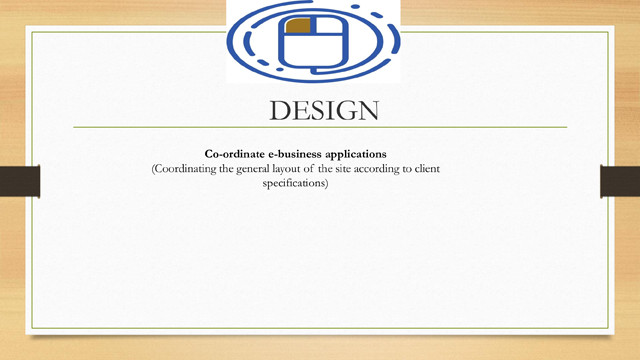 DESIGN
Co-ordinate e-business applications
(Coordinating the general layout of the site according to client
specifications)